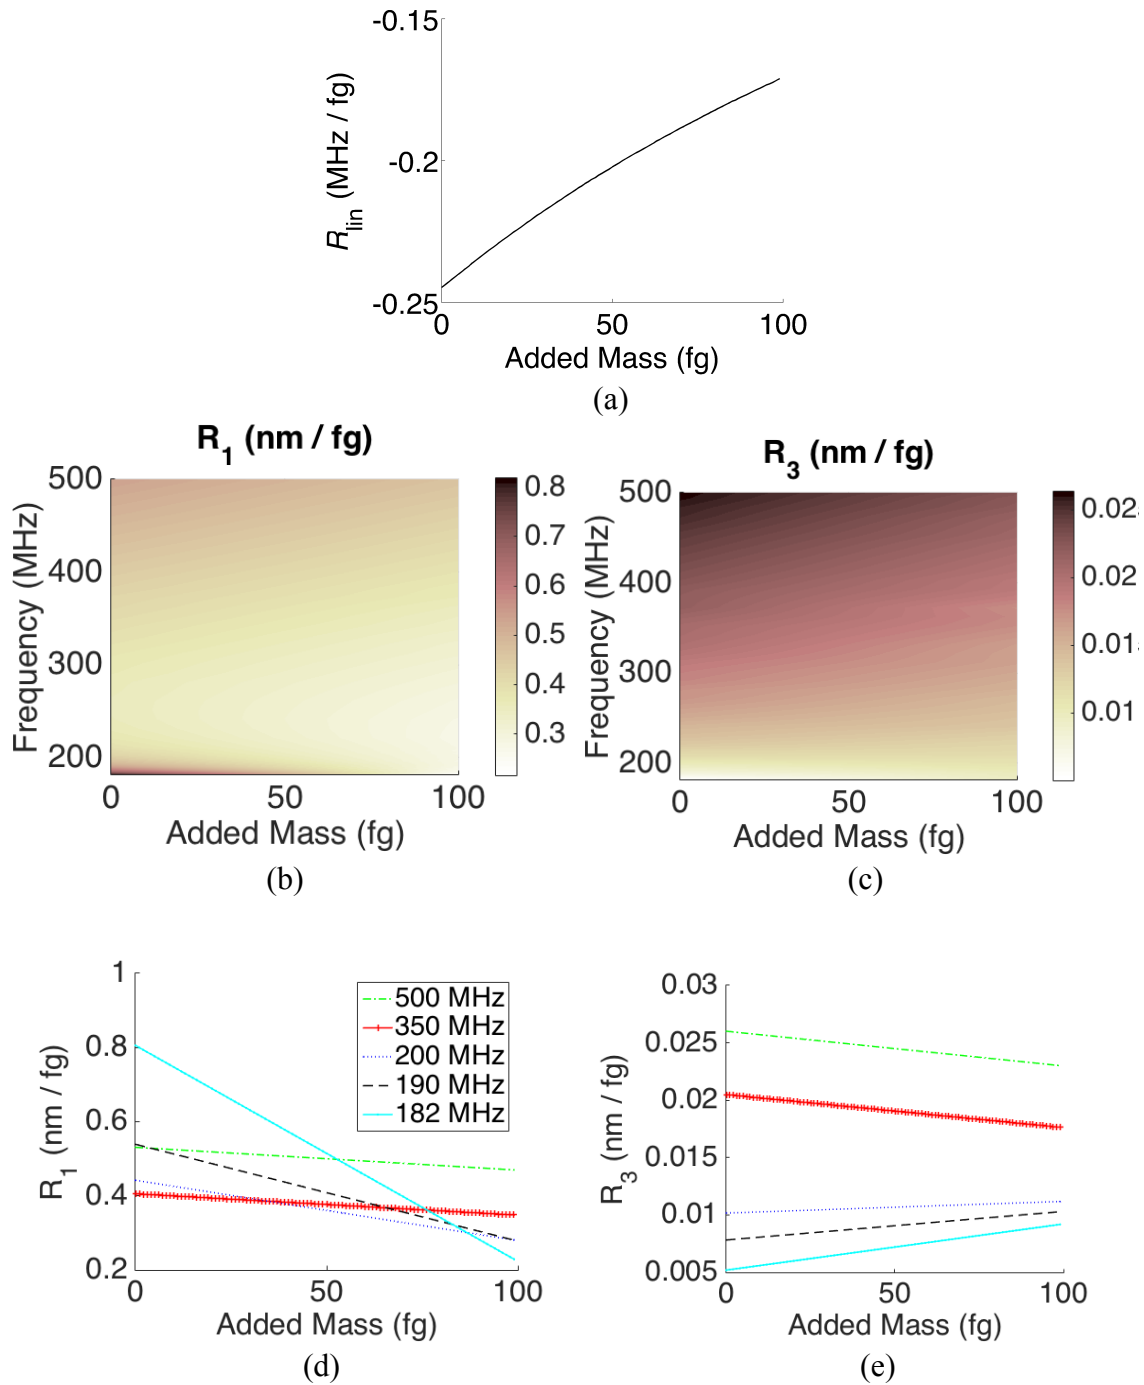 -0.15
-0.2
-0.25
R_lin (MHz / fg)
0 50 100
Added Mass (fg)
(a)
R_1 (nm / fg)
500
400
300
200
Frequency (MHz)
0 50 100
Added Mass (fg)
0.8
0.7
0.6
0.5
0.4
0.3
(b)
R_3 (nm / fg)
500
400
300
200
Frequency (MHz)
0 50 100
Added Mass (fg)
0.025
0.02
0.015
0.01
(c)
1
0.8
0.6
0.4
0.2
R_1 (nm / fg)
500 MHz
350 MHz
200 MHz
190 MHz
182 MHz
0 50 100
Added Mass (fg)
(d)
0.03
0.025
0.02
0.015
0.01
0.005
R_3 (nm / fg)
0 50 100
Added Mass (fg)
(e)